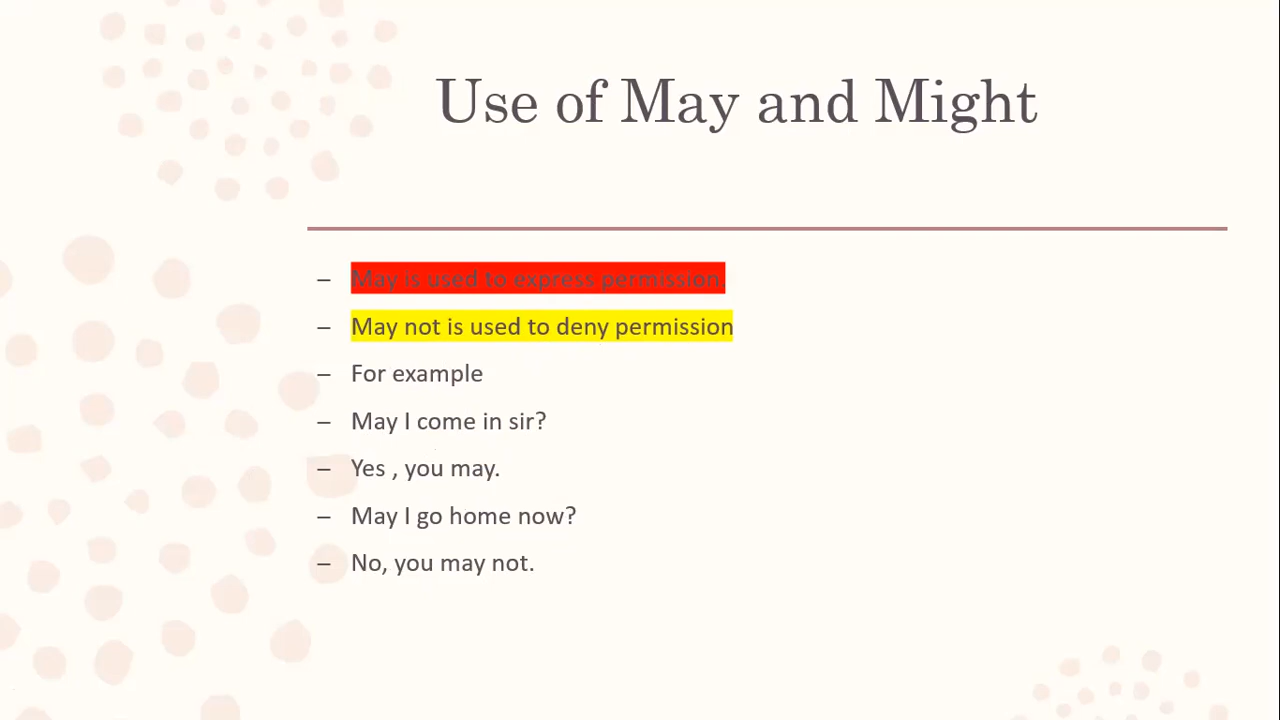 Use of May and Might
– May is used to express permission.
– May not is used to deny permission
– For example
– May I come in sir?
– Yes , you may.
– May I go home now?
– No, you may not.